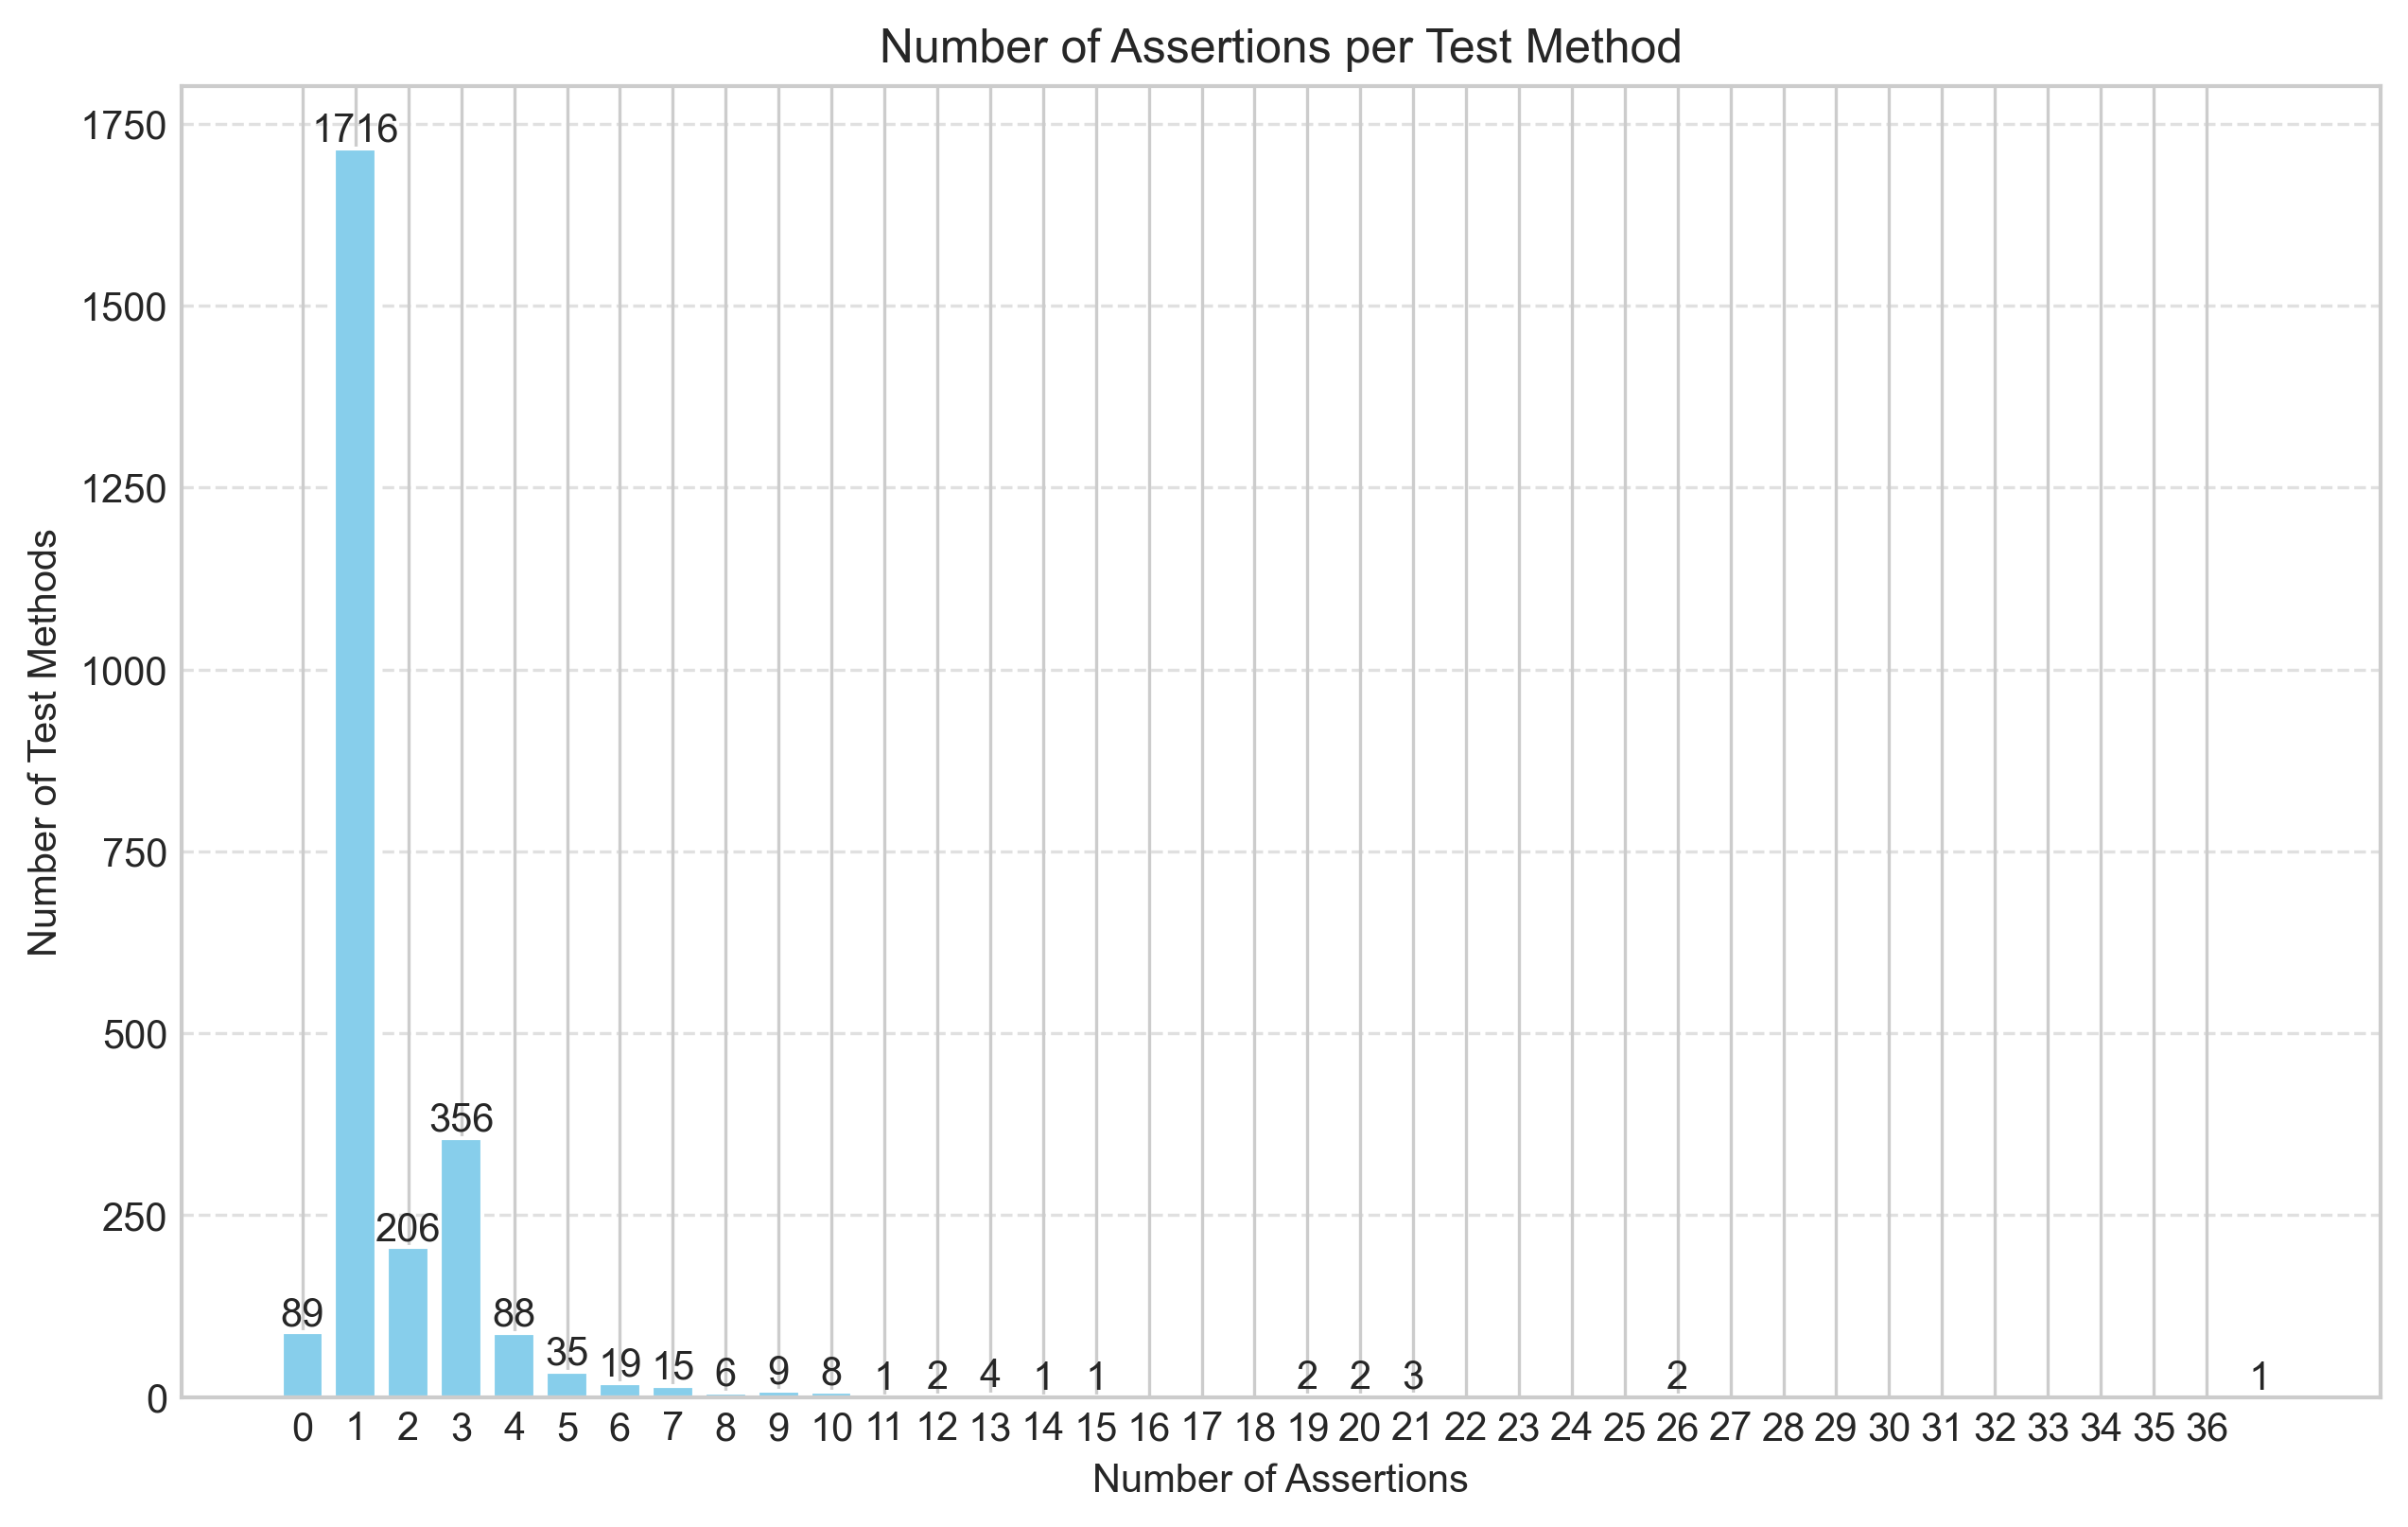 Number of Assertions per Test Method
Number of Test Methods
1750
1500
1250
1000
750
500
250
0
89 1716 206 356 88 35 19 15 6 9 8 1 2 4 1 1 2 2 3 2 1
0 1 2 3 4 5 6 7 8 9 10 11 12 13 14 15 16 17 18 19 20 21 22 23 24 25 26 27 28 29 30 31 32 33 34 35 36
Number of Assertions